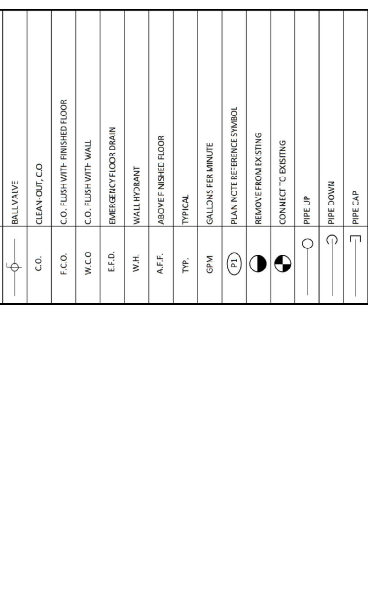 BALL VALVE
C.O. CLEAN-OUT, C.O
F.C.O. C.O. FLUSH WITH FINISHED FLOOR
W.C.O C.O. FLUSH WITH WALL
E.F.D. EMERGENCY FLOOR DRAIN
W.H. WALL HYDRANT
A.F.F. ABOVE FINISHED FLOOR
TYP. TYPICAL
GPM GALLONS PER MINUTE
P1 PLAN NOTE REFERENCE SYMBOL
REMOVE FROM EXISTING
CONNECT TO EXISITNG
PIPE UP
PIPE DOWN
PIPE CAP